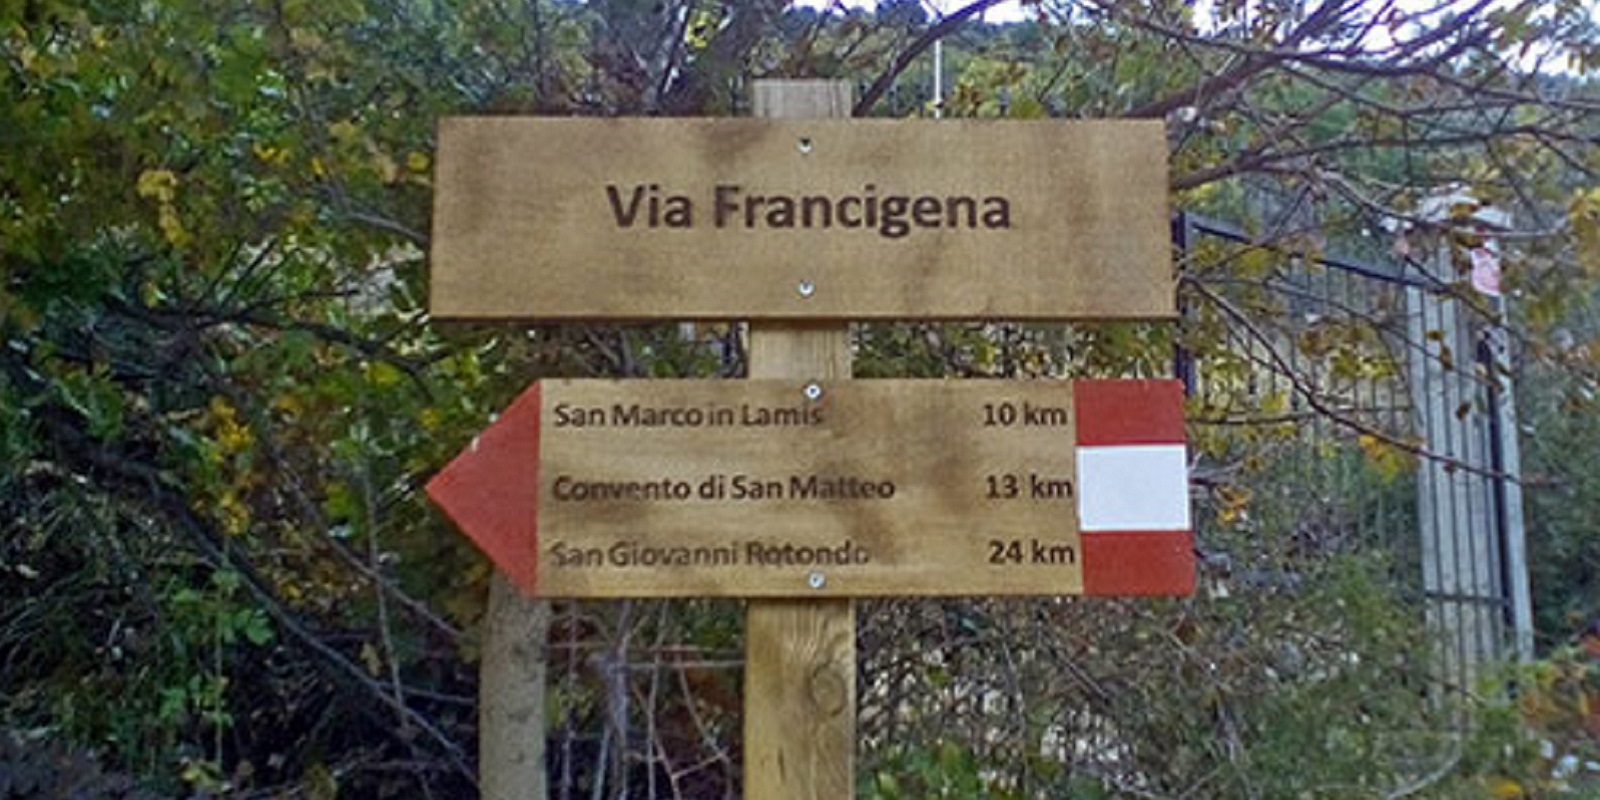 Via Francigena
San Marco in Lamis 10 km
Convento di San Matteo 13 km
San Giovanni Rotondo 24 km